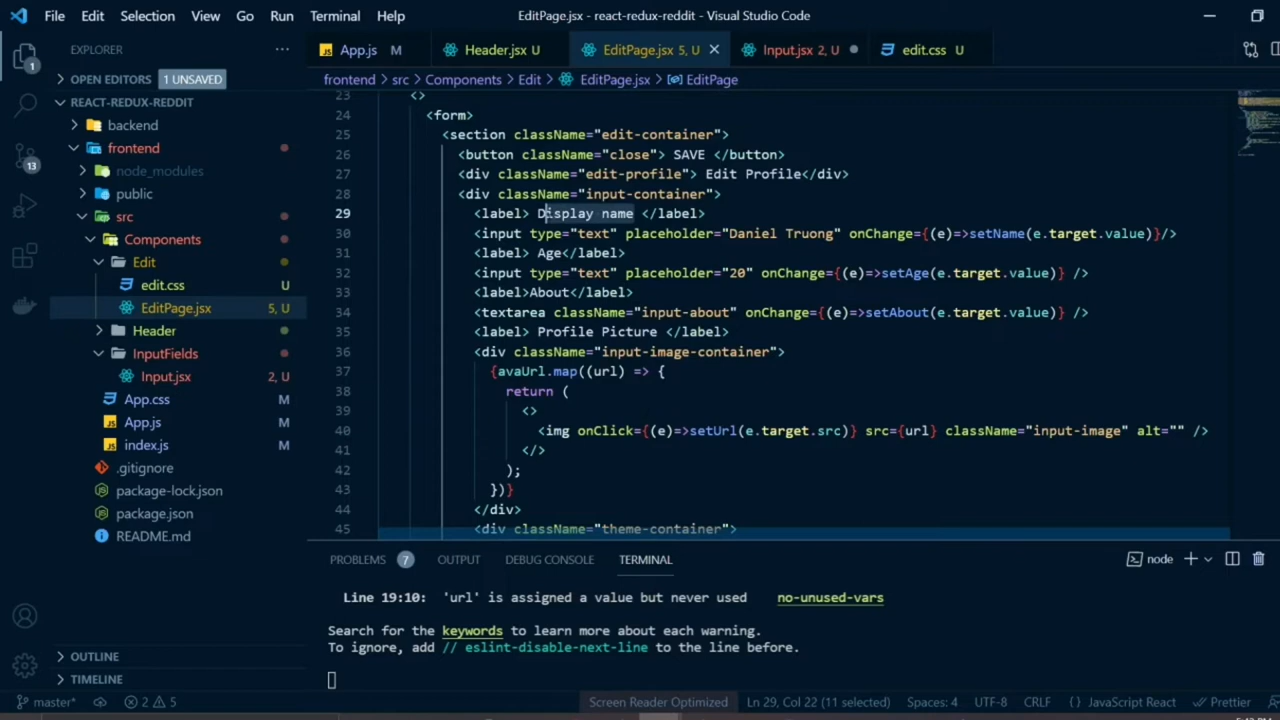 File Edit Selection View Go Run Terminal Help EditPage.jsx - react-redux-reddit - Visual Studio Code
EXPLORER ···
App.js M Header.jsx U EditPage.jsx 5, U Input.jsx 2, U edit.css U
1
OPEN EDITORS 1 UNSAVED
frontend > src > Components > Edit > EditPage.jsx > EditPage
REACT-REDUX-REDDIT
backend
frontend
13
node_modules
public
src
Components
Edit
edit.css U
EditPage.jsx 5, U
Header
InputFields
Input.jsx 2, U
App.css M
App.js M
index.js M
.gitignore
package-lock.json
package.json
README.md
OUTLINE
TIMELINE
23 <>
24 <form>
25 <section className="edit-container">
26 <button className="close"> SAVE </button>
27 <div className="edit-profile"> Edit Profile</div>
28 <div className="input-container">
29 <label> Display name </label>
30 <input type="text" placeholder="Daniel Truong" onChange={(e)=>setName(e.target.value)}/>
31 <label> Age</label>
32 <input type="text" placeholder="20" onChange={(e)=>setAge(e.target.value)} />
33 <label>About</label>
34 <textarea className="input-about" onChange={(e)=>setAbout(e.target.value)} />
35 <label> Profile Picture </label>
36 <div className="input-image-container">
37 {avaUrl.map((url) => {
38 return (
39 <>
40 <img onClick={(e)=>setUrl(e.target.src)} src={url} className="input-image" alt="" />
41 </>
42 );
43 })}
44 </div>
45 <div className="theme-container">
PROBLEMS 7 OUTPUT DEBUG CONSOLE TERMINAL node
Line 19:10: 'url' is assigned a value but never used no-unused-vars
Search for the keywords to learn more about each warning.
To ignore, add // eslint-disable-next-line to the line before.
master* 2 5 Screen Reader Optimized Ln 29, Col 22 (11 selected) Spaces: 4 UTF-8 CRLF {} JavaScript React Prettier